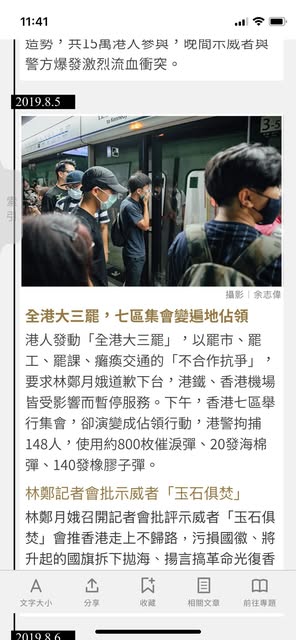 11:41
造勢，共15萬港人參與，晚間示威者與
警方爆發激烈流血衝突。
2019.8.5
3-5
索引
攝影｜余志偉
全港大三罷，七區集會變遍地佔領
港人發動「全港大三罷」，以罷市、罷
工、罷課、癱瘓交通的「不合作抗爭」，
要求林鄭月娥道歉下台，港鐵、香港機場
皆受影響而暫停服務。下午，香港七區舉
行集會，卻演變成佔領行動，港警拘捕
148人，使用約800枚催淚彈、20發海棉
彈、140發橡膠子彈。
林鄭記者會批示威者「玉石俱焚」
林鄭月娥召開記者會批評示威者「玉石俱
焚」會推香港走上不歸路，污損國徽、將
升起的國旗拆下拋海、揚言搞革命光復香
文字大小
分享
收藏
相關文章
前往專題
2019.8.6